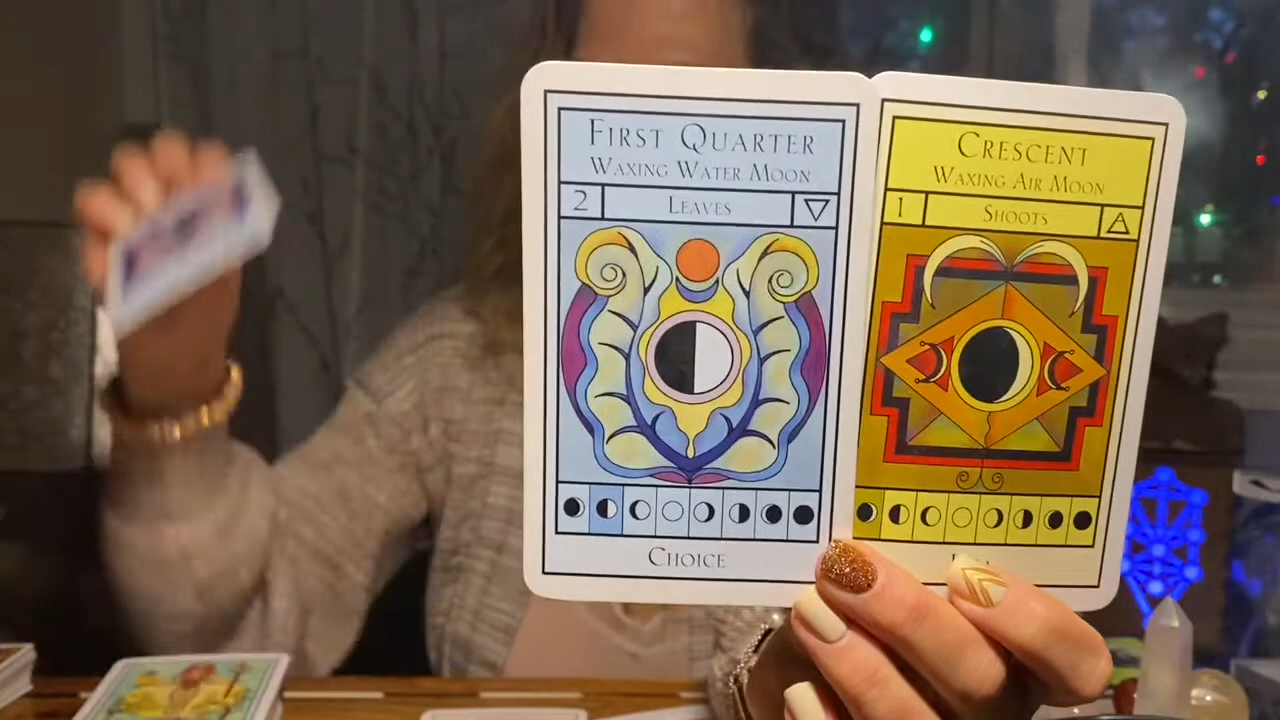 First Quarter
Waxing Water Moon
2
Leaves
Choice
Crescent
Waxing Air Moon
1
Shoots